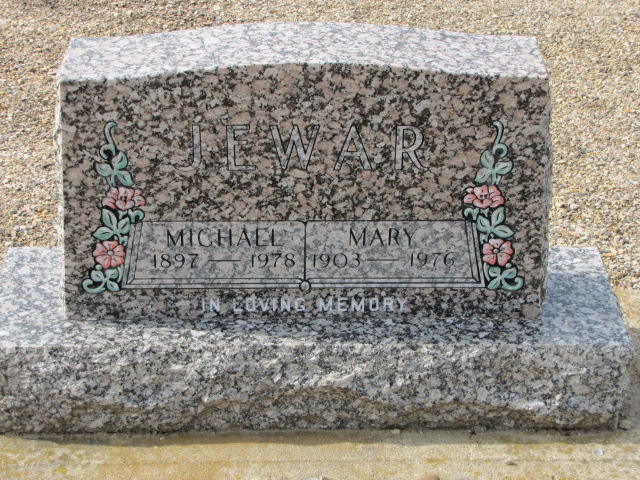 JEWAR
MICHAEL MARY
1897 — 1978 1903 — 1976
IN LOVING MEMORY